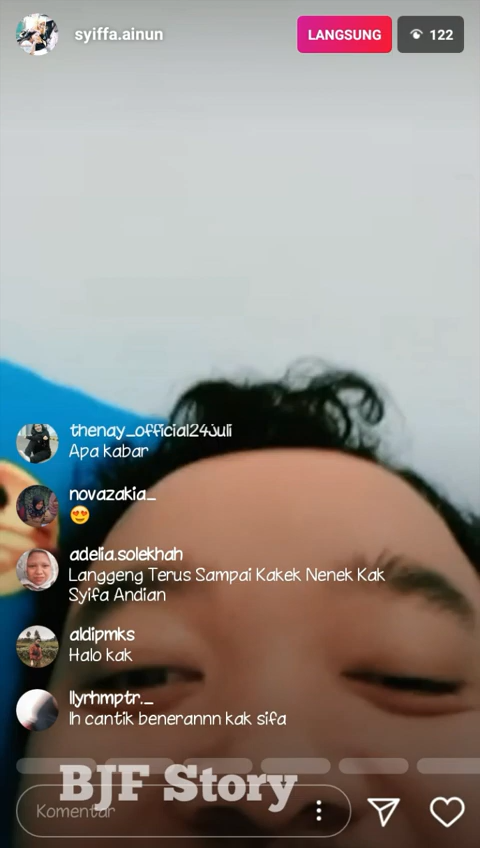 syiffa.ainun
LANGSUNG
122
thenay_official24juli
Apa kabar
novazakia_
😍
adelia.solekhah
Langgeng Terus Sampai Kakek Nenek Kak
Syifa Andian
aldipmks
Halo kak
llyrhmptr._
Ih cantik benerannn kak sifa
BJF Story
Komentar